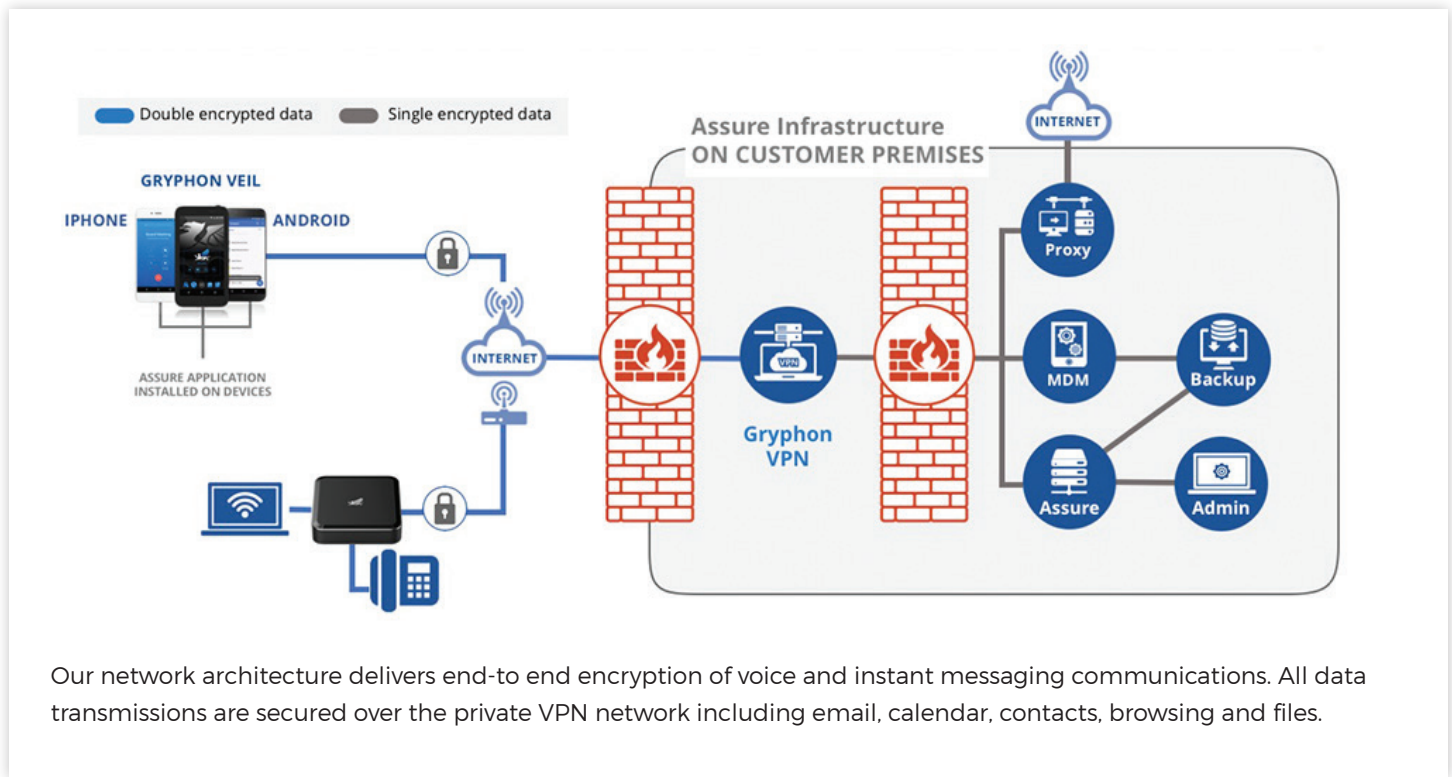 Double encrypted data
Single encrypted data
GRYPHON VEIL
IPHONE
ANDROID
ASSURE APPLICATION
INSTALLED ON DEVICES
INTERNET
Assure Infrastructure
ON CUSTOMER PREMISES
INTERNET
Proxy
VPN
Gryphon
VPN
MDM
Backup
Assure
Admin
Our network architecture delivers end-to end encryption of voice and instant messaging communications. All data
transmissions are secured over the private VPN network including email, calendar, contacts, browsing and files.